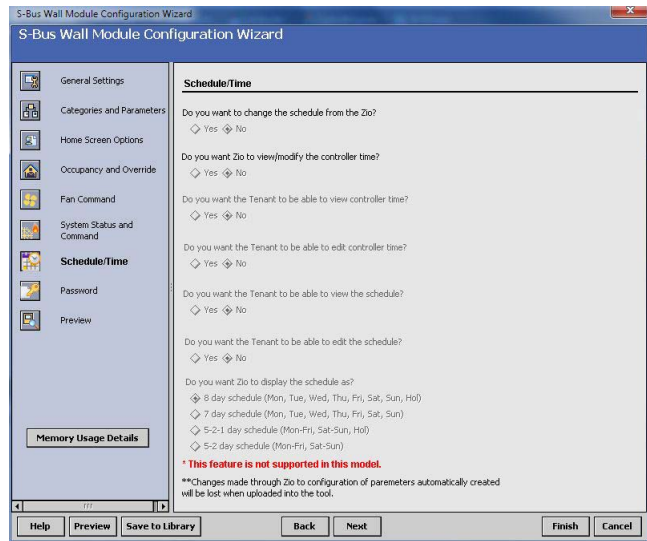 S-Bus Wall Module Configuration Wizard
S-Bus Wall Module Configuration Wizard
General Settings
Categories and Parameters
Home Screen Options
Occupancy and Override
Fan Command
System Status and
Command
Schedule/Time
Password
Preview
Memory Usage Details
Schedule/Time
Do you want to change the schedule from the Zio?
Yes No
Do you want Zio to view/modify the controller time?
Yes No
Do you want the Tenant to be able to view controller time?
Yes No
Do you want the Tenant to be able to edit controller time?
Yes No
Do you want the Tenant to be able to view the schedule?
Yes No
Do you want the Tenant to be able to edit the schedule?
Yes No
Do you want Zio to display the schedule as?
8 day schedule (Mon, Tue, Wed, Thu, Fri, Sat, Sun, Hol)
7 day schedule (Mon, Tue, Wed, Thu, Fri, Sat, Sun)
5-2-1 day schedule (Mon-Fri, Sat-Sun, Hol)
5-2 day schedule (Mon-Fri, Sat-Sun)
* This feature is not supported in this model.
**Changes made through Zio to configuration of paremeters automatically created
will be lost when uploaded into the tool.
Help Preview Save to Library Back Next Finish Cancel